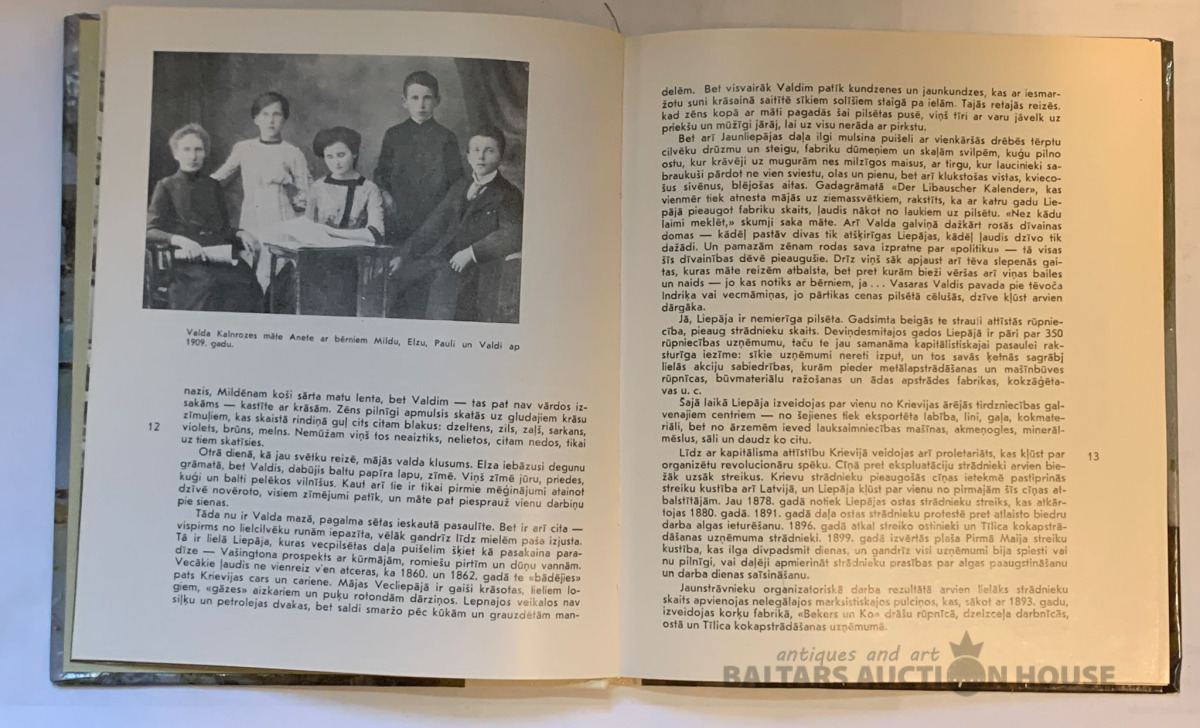 Valda Kalnrozes māte Anete ar bērniem Mildu, Elzu, Pauli un Valdi ap
1909. gadu.
nazis, Mildēnam koši sārta matu lenta, bet Valdim — tas pat nav vārdos iz-
sakāms — kastīte ar krāsām. Zēns pilnīgi apmulsis skatās uz gludajiem krāsu
zīmuļiem, kas skaistā rindiņā guļ cits citam blakus: dzeltens, zils, zaļš, sarkans,
violets, brūns, melns. Nemūžam viņš tos neaiztiks, nelietos, citam nedos, tikai
uz tiem skatīsies.
Otrā dienā, kā jau svētku reizē, mājās valda klusums. Elza iebāzusi degunu
grāmatā, bet Valdis, dabūjis baltu papīra lapu, zīmē. Viņš zīmē jūru, priedes,
kuģi un balti pelēkos vilnīšus. Kaut arī šie ir tikai pirmie mēģinājumi atainot
dzīvē novēroto, visiem zīmējumi patīk, un māte pat piesprauž vienu darbiņu
pie sienas.
Tāda nu ir Valda mazā, pagalma sētas ieskautā pasaulīte. Bet ir arī cita —
vispirms no lielcilvēku runām iepazīta, vēlāk gandrīz līdz mielēm paša izjusta.
Tā ir lielā Liepāja, kuras vecpilsētas daļa puišelim šķiet kā pasakaina para-
dīze — Vašingtona prospekts ar kūrmājām, romiešu pirtīm un dūņu vannām.
Vecākie ļaudis ne vienreiz v'en atceras, ka 1860. un 1862. gadā te «bādējies»
pats Krievijas cars un cariene. Mājas Vecliepājā ir gaiši krāsotas, lieliem lo-
giem, «gāzes» aizkariem un puķu rotondām dārziņos. Lepnajos veikalos nav
siļķu un petrolejas dvakas, bet saldi smaržo pēc kūkām un grauzdētām man-
12
delēm. Bet visvairāk Valdim patīk kundzenes un jaunkundzes, kas ar iesmar-
žotu suni krāsainā saitītē sīkiem solīšiem staigā pa ielām. Tajās retajās reizēs,
kad zēns kopā ar māti pagadās šai pilsētas pusē, viņš tīri ar varu jāvelk uz
priekšu un mūžīgi jārāj, lai uz visu nerāda ar pirkstu.
Bet arī Jaunliepājas daļa ilgi mulsina puišeli ar vienkāršās drēbēs tērptu
cilvēku drūzmu un steigu, fabriku dūmeņiem un skaļām svilpēm, kuģu pilno
ostu, kur krāvēji uz mugurām nes milzīgos maisus, ar tirgu, kur laucinieki sa-
braukuši pārdot ne vien sviestu, olas un pienu, bet arī klukstošas vistas, kviecо-
šus sivēnus, blējošas aitas. Gadagrāmatā «Der Libauscher Kalender», kas
vienmēr tiek atnesta mājās uz ziemassvētkiem, rakstīts, ka ar katru gadu Lie-
pājā pieaugot fabriku skaits, ļaudis nākot no laukiem uz pilsētu. «Nez kādu
laimi meklēt,» skumji saka māte. Arī Valda galviņā dažkārt rosās dīvainas
domas — kādēļ pastāv divas tik atšķirīgas Liepājas, kādēļ ļaudis dzīvo tik
dažādi. Un pamazām zēnam rodas sava izpratne par «politiku» — tā visas
šīs dīvainības dēvē pieaugušie. Drīz viņš sāk apjaust arī tēva slepenās gai-
tas, kuras māte reizēm atbalsta, bet pret kurām bieži vēršas arī viņas bailes
un naids — jo kas notiks ar bērniem, ja ... Vasaras Valdis pavada pie tēvoča
Indriķa vai vecmāmiņas, jo pārtikas cenas pilsētā cēlušās, dzīve kļūst arvien
dārgāka.
Jā, Liepāja ir nemierīga pilsēta. Gadsimta beigās te strauji attīstās rūpnie-
cība, pieaug strādnieku skaits. Deviņdesmitajos gados Liepājā ir pāri par 350
rūpniecības uzņēmumu, taču te jau samanāma kapitālistiskajai pasaulei rak-
sturīga iezīme: sīkie uzņēmumi nereti izput, un tos savās ķetnās sagrābj
lielās akciju sabiedrības, kurām pieder metālapstrādāšanas un mašīnbūves
rūpnīcas, būvmateriālu ražošanas un ādas apstrādes fabrikas, kokzāģēta-
vas u. c.
Šajā laikā Liepāja izveidojas par vienu no Krievijas ārējās tirdzniecības gal-
venajiem centriem — no šejienes tiek eksportēta labība, lini, gaļa, kokmate-
riāli, bet no ārzemēm ieved lauksaimniecības mašīnas, akmeņogles, minerāl-
mēslus, sāli un daudz ko citu.
Līdz ar kapitālisma attīstību Krievijā veidojas arī proletariāts, kas kļūst par
organizētu revolucionāru spēku. Cīņā pret ekspluatāciju strādnieki arvien bie-
žāk uzsāk streikus. Krievu strādnieku pieaugošās cīņas ietekmē pastiprinās
streiku kustība arī Latvijā, un Liepāja kļūst par vienu no pirmajām šīs cīņas at-
balstītājām. Jau 1878. gadā notiek Liepājas ostas strādnieku streiks, kas atkār-
tojas 1880. gadā. 1891. gadā daļa ostas strādnieku protestē pret atlaisto biedru
darba algas ieturēšanu. 1896. gadā atkal streiko ostinieki un Tīlica kokapstrā-
dāšanas uzņēmuma strādnieki. 1899. gadā izvērtās plaša Pirmā Maija streiku
kustība, kas ilga divpadsmit dienas, un gandrīz visi uzņēmumi bija spiesti vai
nu pilnīgi, vai daļēji apmierināt strādnieku prasības par algas paaugstināšanu
un darba dienas saīsināšanu.
Jaunstrāvnieku organizatoriskā darba rezultātā arvien lielāks strādnieku
skaits apvienojas nelegālajos marksistiskajos pulciņos, kas, sākot ar 1893. gadu,
izveidojas korķu fabrikā, «Bekers un Ko» drāšu rūpnīcā, dzelzceļa darbnīcās,
ostā un Tīlica kokapstrādāšanas uzņēmumā.
13
antiques and art
BALTARS AUCTION HOUSE